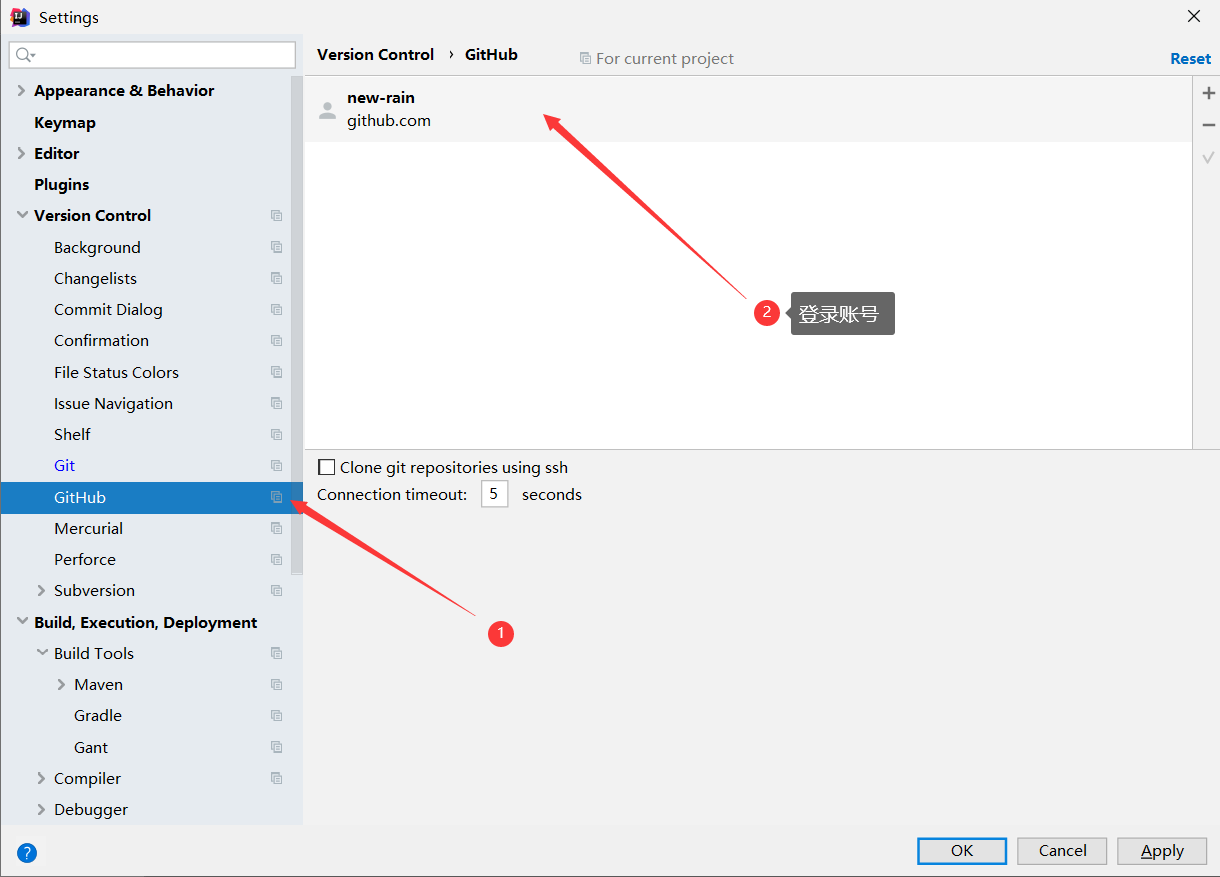 Settings
Version Control › GitHub For current project Reset
Appearance & Behavior
Keymap
Editor
Plugins
Version Control
Background
Changelists
Commit Dialog
Confirmation
File Status Colors
Issue Navigation
Shelf
Git
GitHub
Mercurial
Perforce
Subversion
Build, Execution, Deployment
Build Tools
Maven
Gradle
Gant
Compiler
Debugger
new-rain
github.com
2 登录账号
Clone git repositories using ssh
Connection timeout: 5 seconds
1
?
OK Cancel Apply